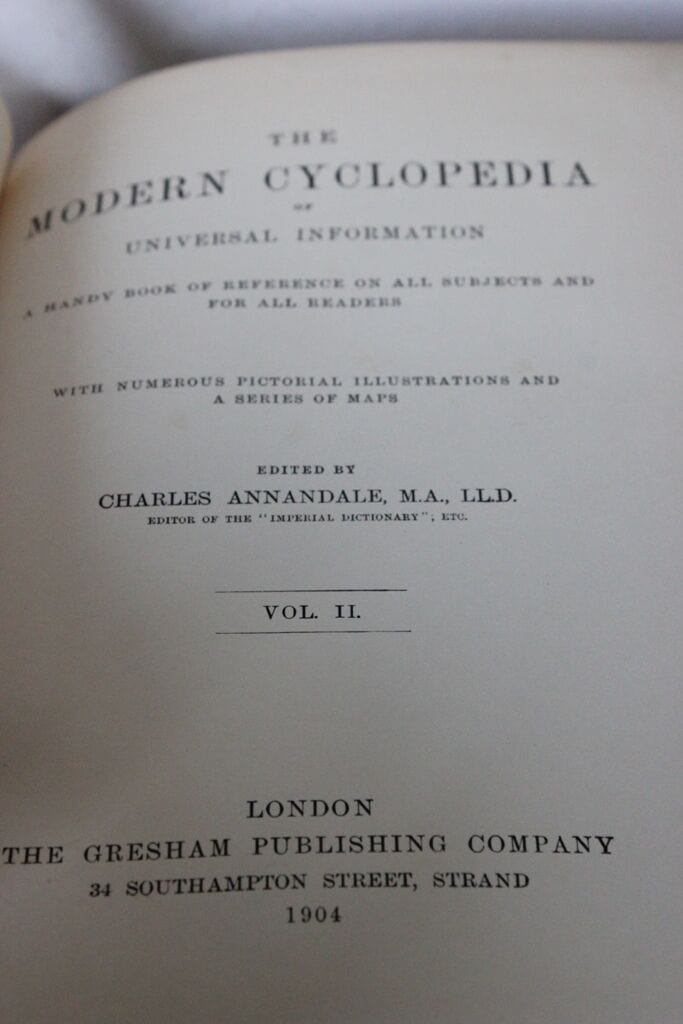 THE
MODERN CYCLOPEDIA
OF
UNIVERSAL INFORMATION
A HANDY BOOK OF REFERENCE ON ALL SUBJECTS AND
FOR ALL READERS
WITH NUMEROUS PICTORIAL ILLUSTRATIONS AND
A SERIES OF MAPS
EDITED BY
CHARLES ANNANDALE, M.A., LL.D.
EDITOR OF THE "IMPERIAL DICTIONARY"; ETC.
VOL. II.
LONDON
THE GRESHAM PUBLISHING COMPANY
34 SOUTHAMPTON STREET, STRAND
1904